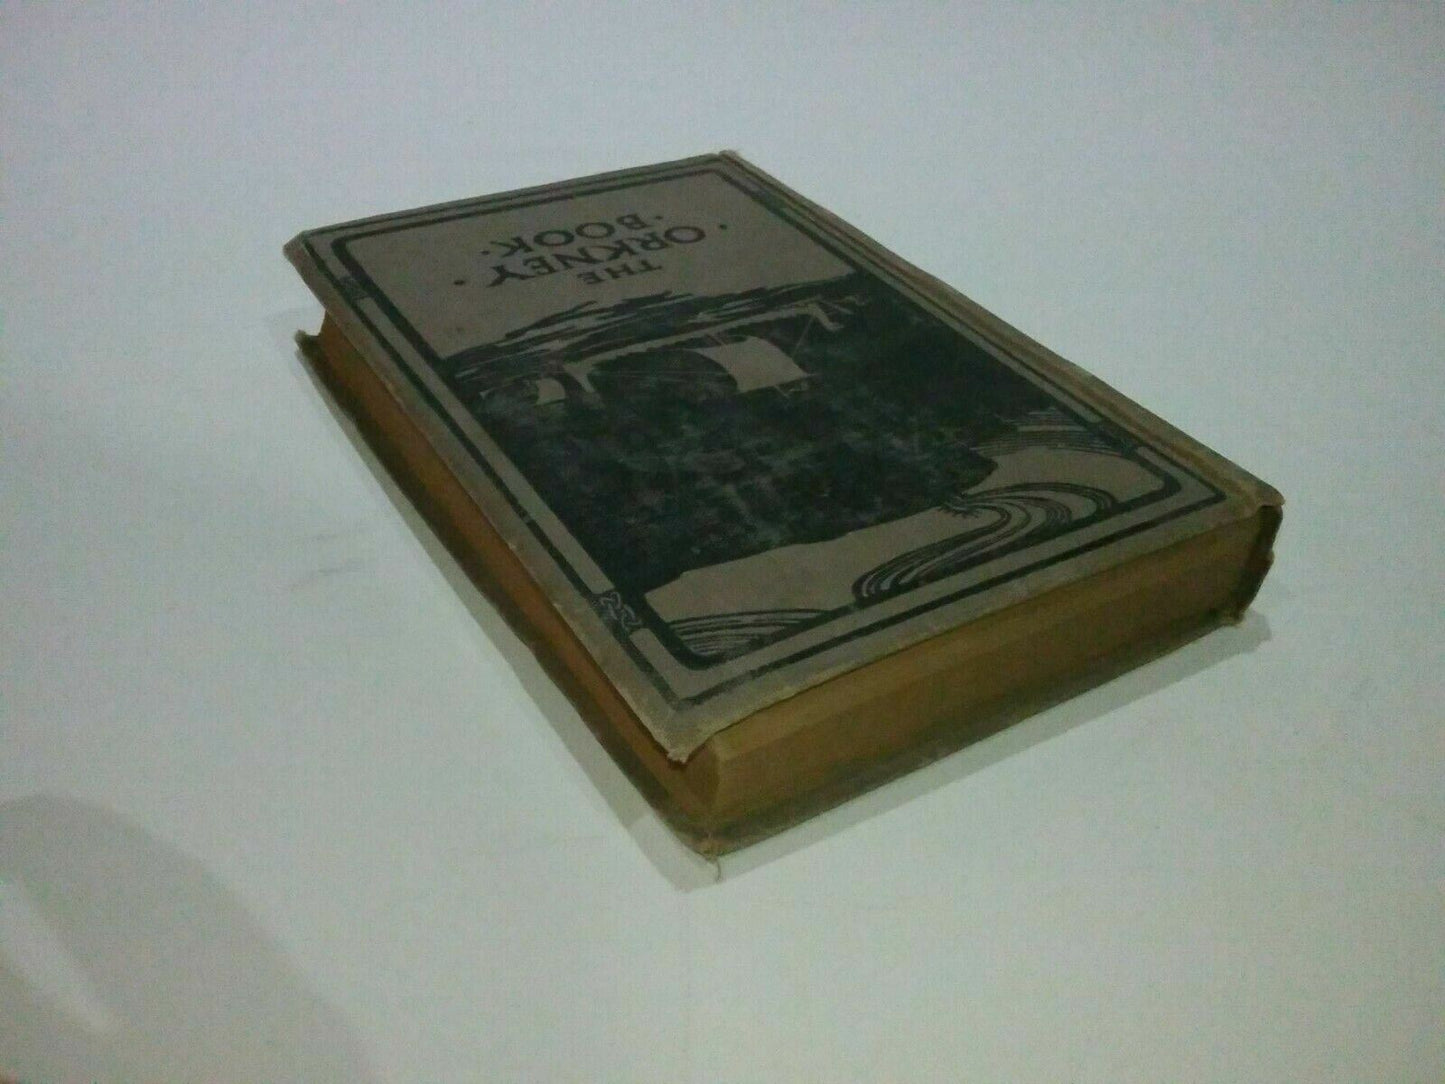 THE
· ORKNEY ·
· BOOK ·